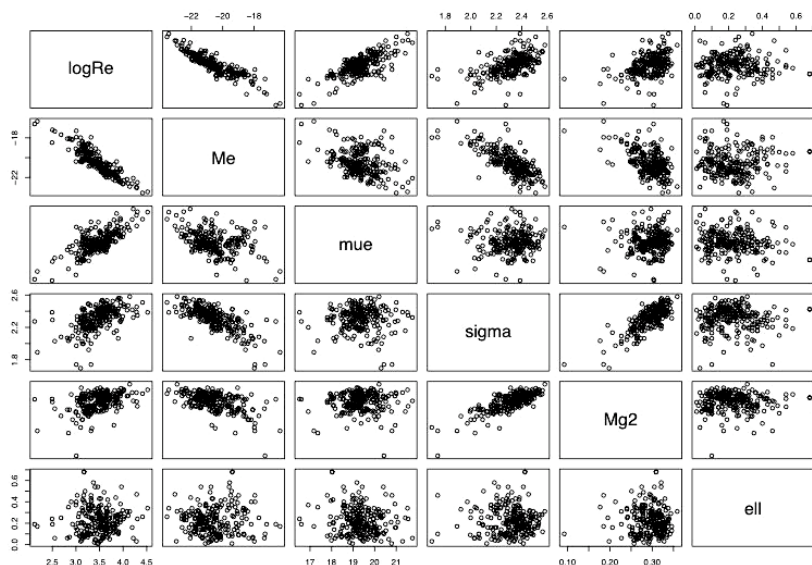 −22 −18 −14
1.8 2.0 2.2 2.4 2.6
0.0 0.2 0.4 0.6
logRe
−22 −18
Me
mue
1.8 2.2 2.6
sigma
Mg2
0.0 0.2 0.4 0.6
ell
2.5 3.0 3.5 4.0 4.5
17 18 19 20 21
0.10 0.20 0.30